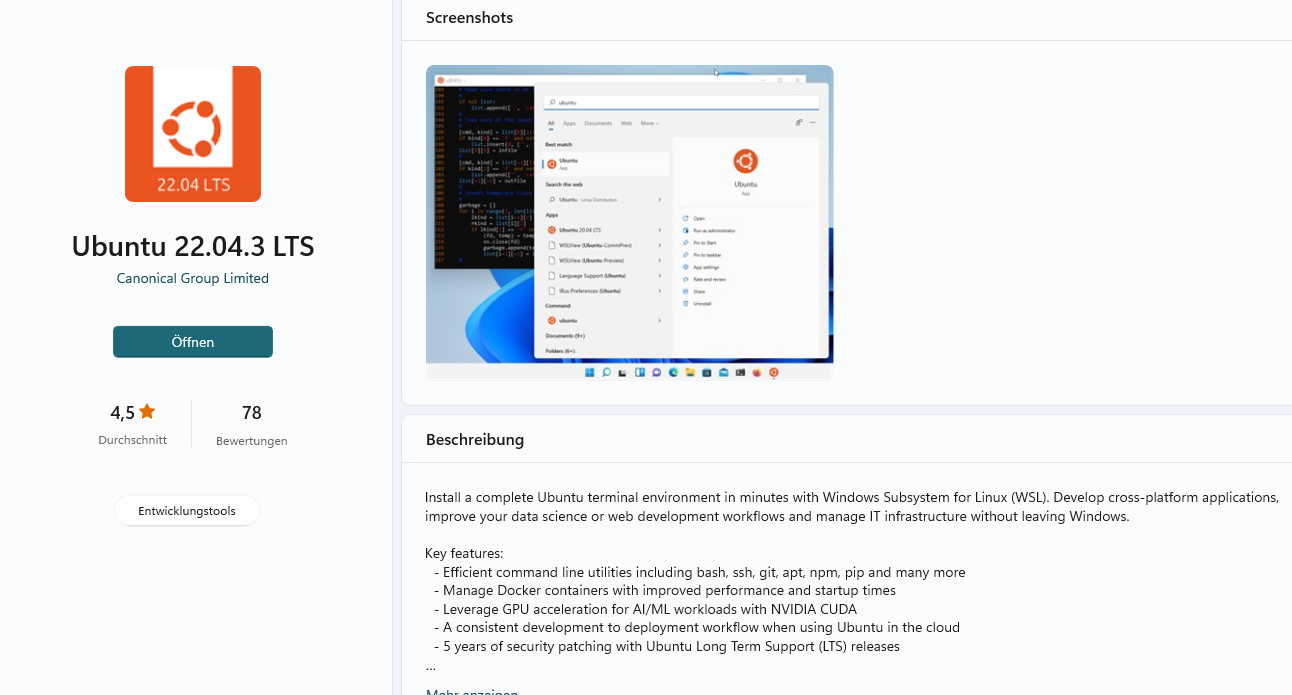 22.04 LTS
Ubuntu 22.04.3 LTS
Canonical Group Limited
Öffnen
4,5
Durchschnitt
78
Bewertungen
Entwicklungstools
Screenshots
ubuntu
All Apps Documents Web More
Best match
Ubuntu
App
Search the web
Ubuntu - Linux Distribution
Apps
Ubuntu 20.04 LTS
WSLView (Ubuntu-CommPrev)
WSLView (Ubuntu-Preview)
Language Support (Ubuntu)
IBus Preferences (Ubuntu)
Command
ubuntu
Documents (9+)
Folders (6+)
Ubuntu
App
Open
Run as administrator
Pin to Start
Pin to taskbar
App settings
Rate and review
Share
Uninstall
Beschreibung
Install a complete Ubuntu terminal environment in minutes with Windows Subsystem for Linux (WSL). Develop cross-platform applications,
improve your data science or web development workflows and manage IT infrastructure without leaving Windows.
Key features:
- Efficient command line utilities including bash, ssh, git, apt, npm, pip and many more
- Manage Docker containers with improved performance and startup times
- Leverage GPU acceleration for AI/ML workloads with NVIDIA CUDA
- A consistent development to deployment workflow when using Ubuntu in the cloud
- 5 years of security patching with Ubuntu Long Term Support (LTS) releases
...
Mehr anzeigen